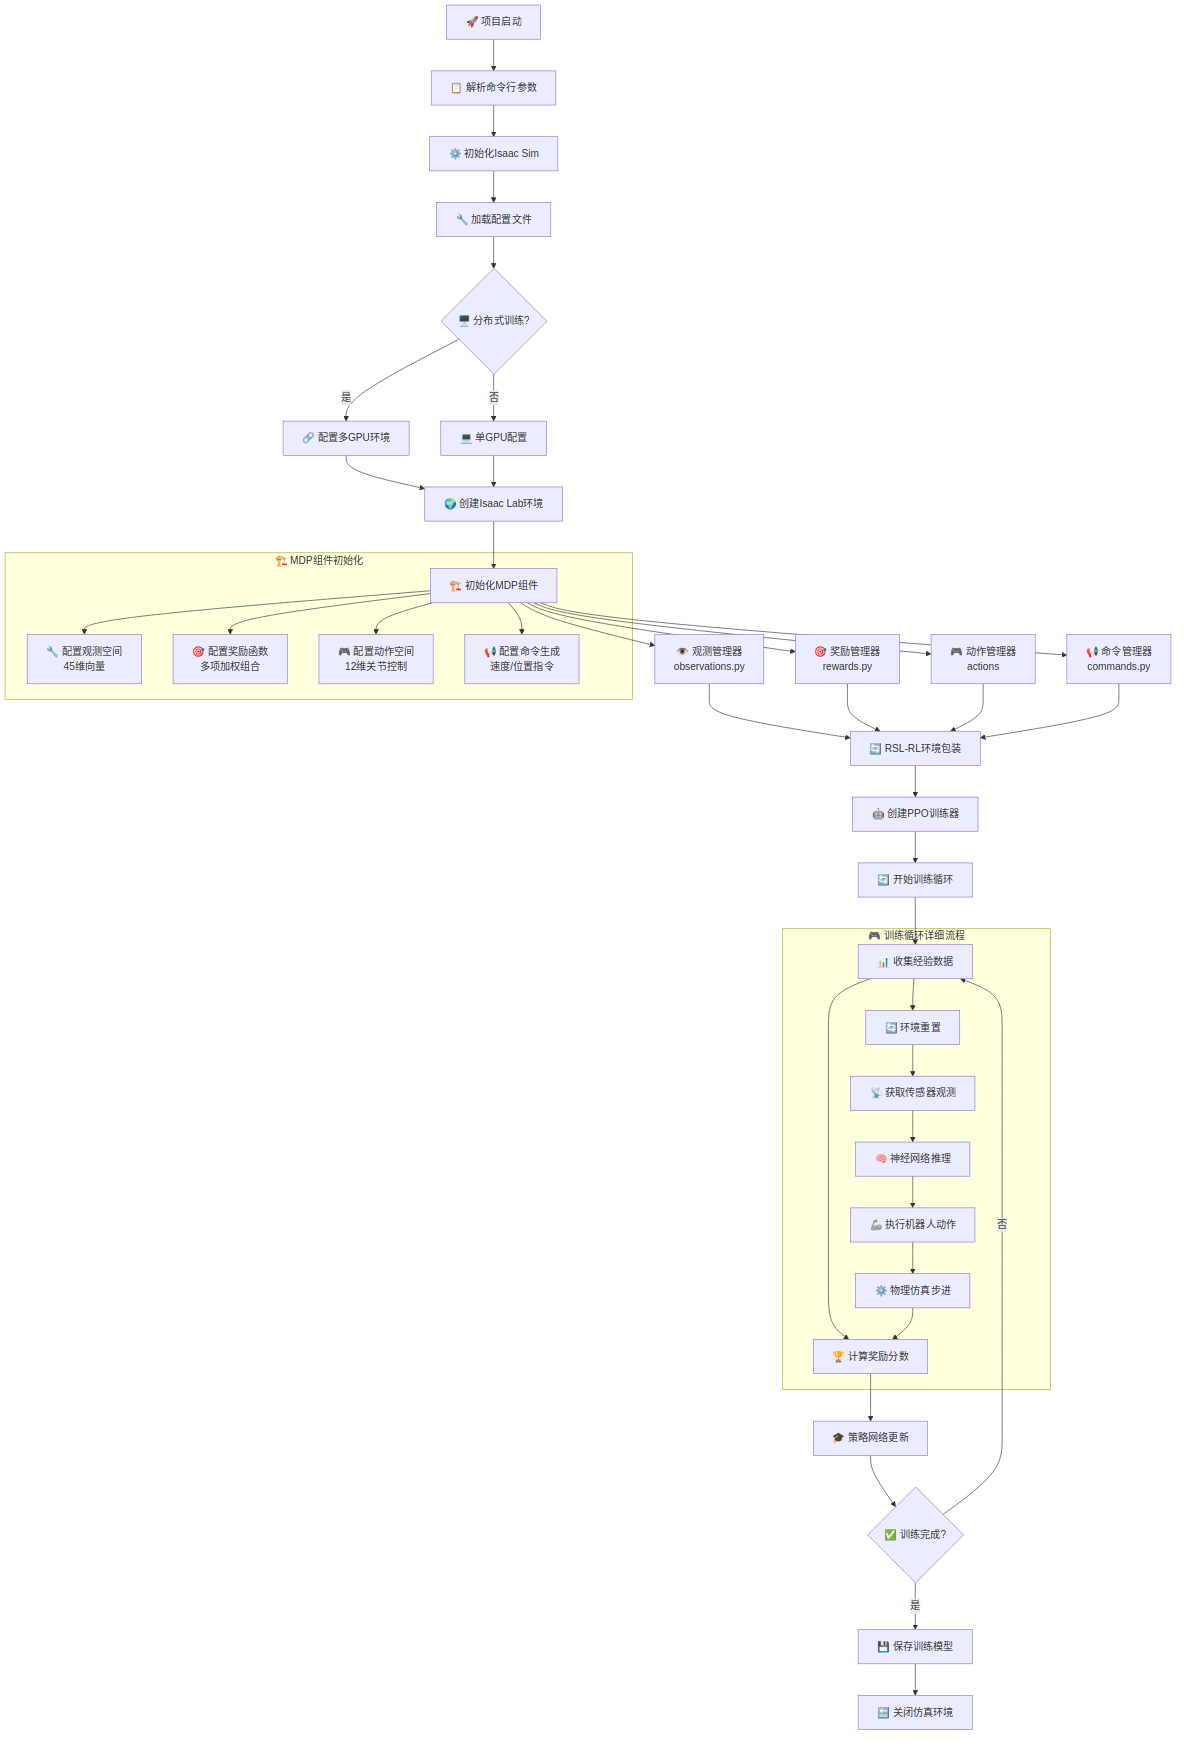 🚀 项目启动
📋 解析命令行参数
⚙️ 初始化Isaac Sim
🔧 加载配置文件
🖥️ 分布式训练?
是
否
🔗 配置多GPU环境
💻 单GPU配置
🌍 创建Isaac Lab环境
🏗️ MDP组件初始化
🏗️ 初始化MDP组件
🔧 配置观测空间
45维向量
🎯 配置奖励函数
多项加权组合
🎮 配置动作空间
12维关节控制
📢 配置命令生成
速度/位置指令
👁️ 观测管理器
observations.py
🎯 奖励管理器
rewards.py
🎮 动作管理器
actions
📢 命令管理器
commands.py
🔄 RSL-RL环境包装
🤖 创建PPO训练器
🔄 开始训练循环
🎮 训练循环详细流程
📊 收集经验数据
🔄 环境重置
📡 获取传感器观测
🧠 神经网络推理
🦾 执行机器人动作
否
⚙️ 物理仿真步进
🏆 计算奖励分数
🎓 策略网络更新
✅ 训练完成?
是
💾 保存训练模型
🔚 关闭仿真环境